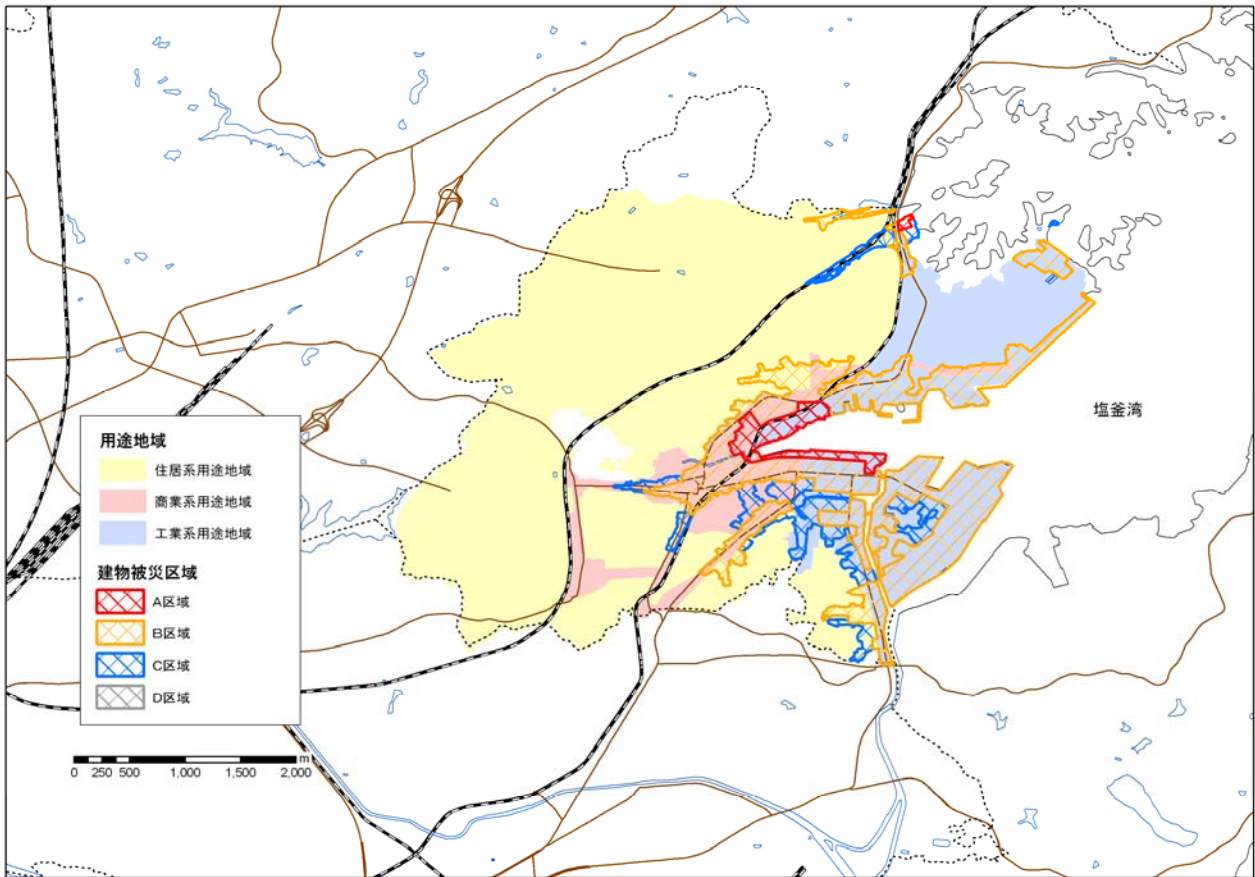 塩釜湾
用途地域
住居系用途地域
商業系用途地域
工業系用途地域
建物被災区域
A区域
B区域
C区域
D区域
m
0 250 500 1,000 1,500 2,000